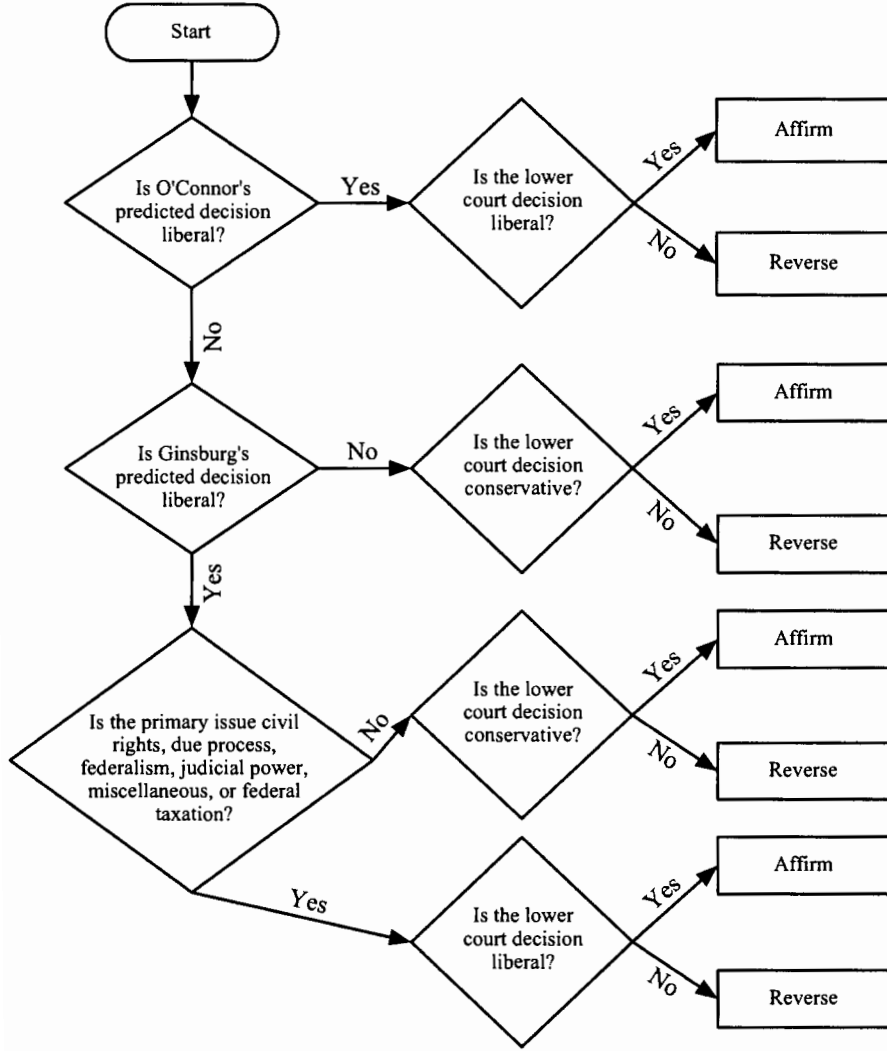 Start
Is O'Connor's
predicted decision
liberal?
Yes
Is the lower
court decision
liberal?
Yes
Affirm
No
Reverse
No
Is Ginsburg's
predicted decision
liberal?
No
Is the lower
court decision
conservative?
Yes
Affirm
No
Reverse
Yes
Is the primary issue civil
rights, due process,
federalism, judicial power,
miscellaneous, or federal
taxation?
No
Is the lower
court decision
conservative?
Yes
Affirm
No
Reverse
Yes
Is the lower
court decision
liberal?
Yes
Affirm
No
Reverse